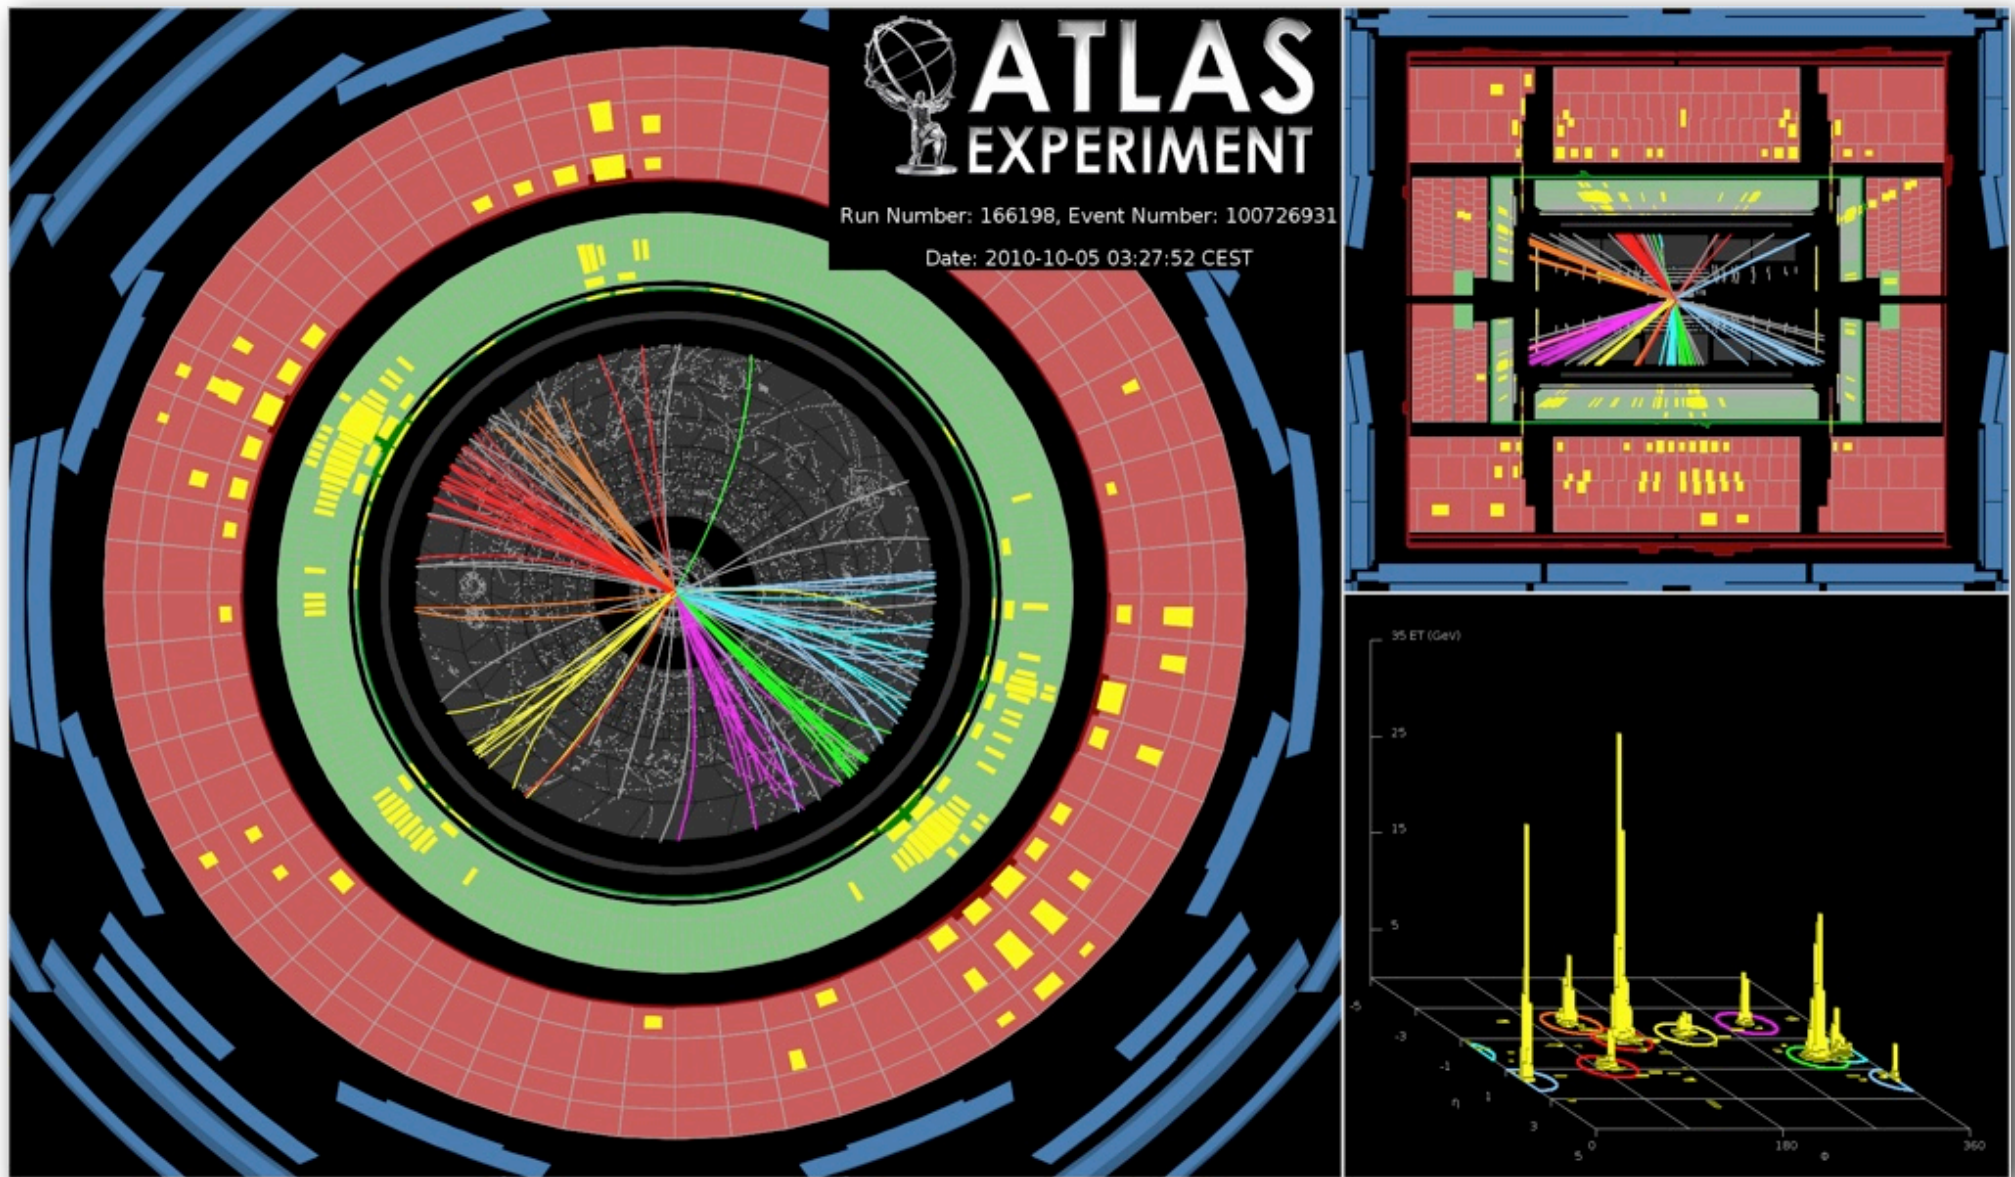 ATLAS
EXPERIMENT
Run Number: 166198, Event Number: 100726931
Date: 2010-10-05 03:27:52 CEST
35 ET (GeV)
25
15
5
-5
-3
-1
η 1
3
5 0 180 360
Φ